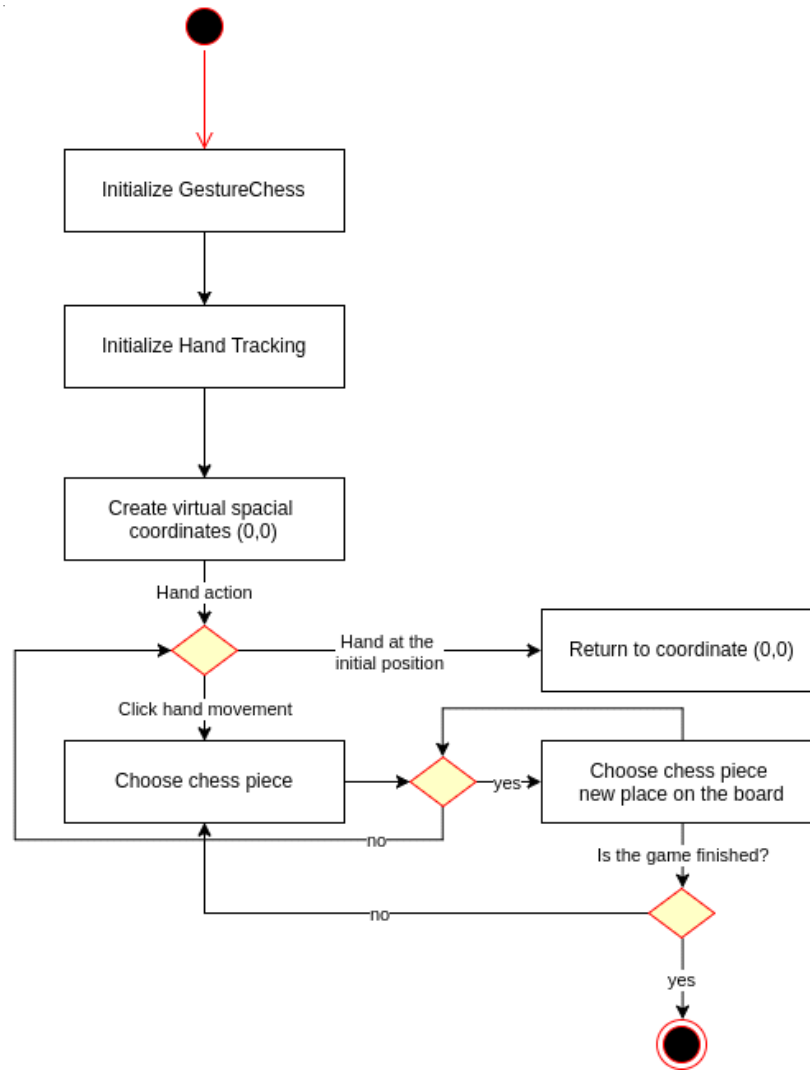 Initialize GestureChess
Initialize Hand Tracking
Create virtual spacial
coordinates (0,0)
Hand action
Hand at the
initial position
Return to coordinate (0,0)
Click hand movement
Choose chess piece
yes
Choose chess piece
new place on the board
no
Is the game finished?
no
yes